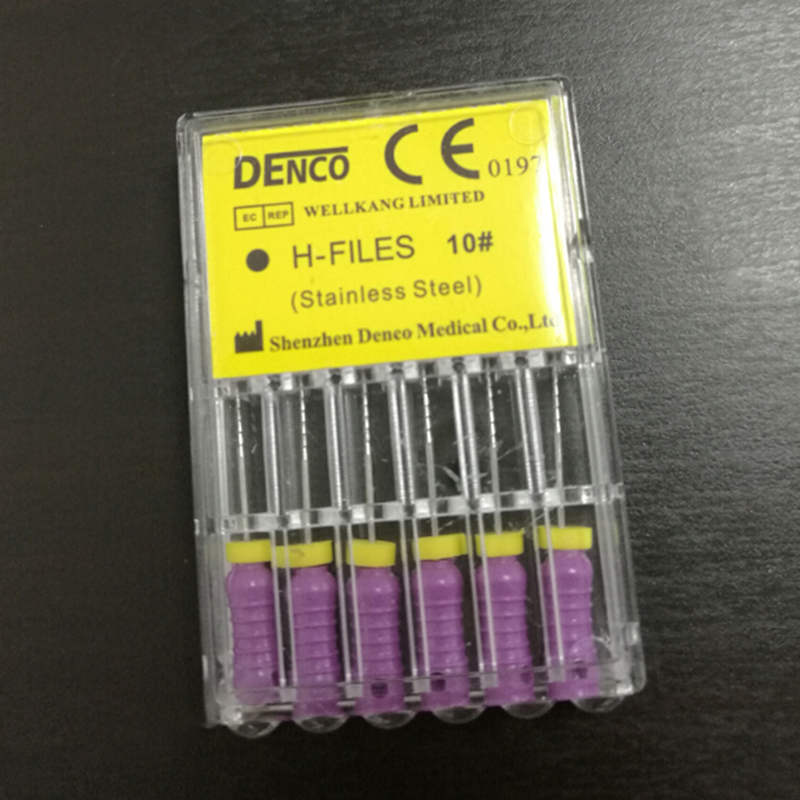 DENCO CE 0197
EC REP WELLKANG LIMITED
H-FILES 10#
(Stainless Steel)
Shenzhen Denco Medical Co.,Ltd